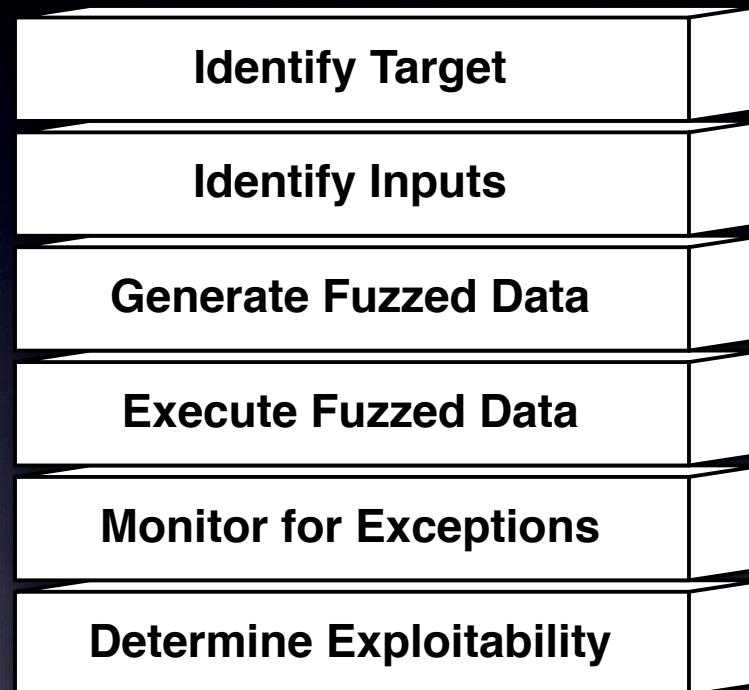 Identify Target
Identify Inputs
Generate Fuzzed Data
Execute Fuzzed Data
Monitor for Exceptions
Determine Exploitability